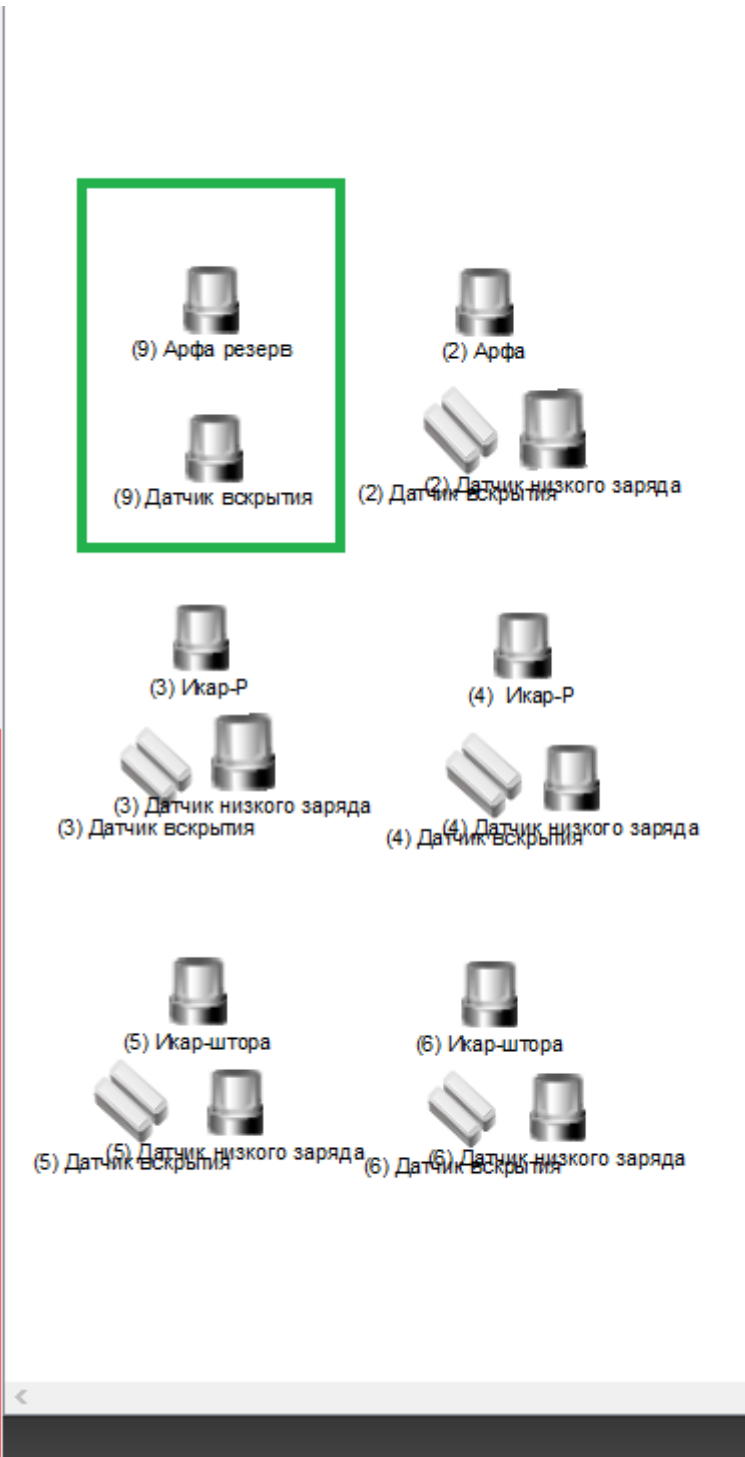 (9) Арфа резерв
(2) Арфа
(9) Датчик вскрытия
(2) Датчик низкого заряда
(2) Датчик вскрытия
(3) Икар-Р
(4) Икар-Р
(3) Датчик низкого заряда
(3) Датчик вскрытия
(4) Датчик низкого заряда
(4) Датчик вскрытия
(5) Икар-штора
(6) Икар-штора
(5) Датчик низкого заряда
(5) Датчик вскрытия
(6) Датчик низкого заряда
(6) Датчик вскрытия